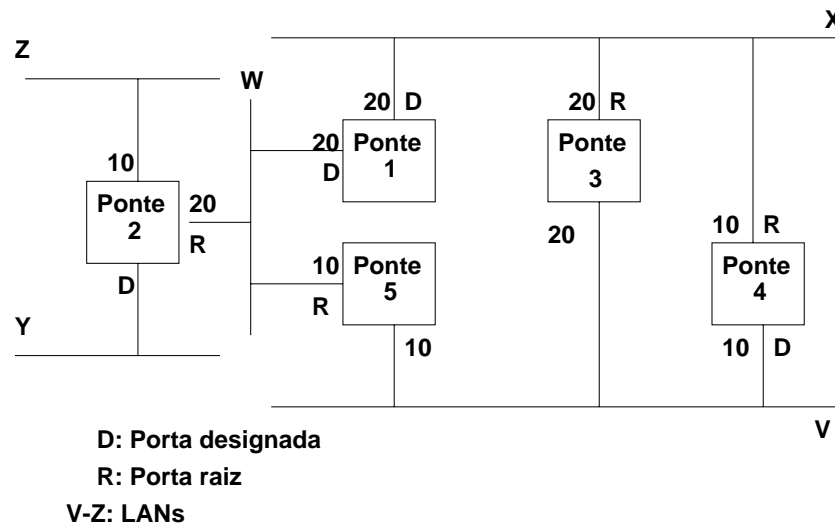 X
Z
W
20 D
20 R
20
D
Ponte
1
Ponte
3
10
Ponte
2
20
R
10 R
20
D
10
R
Ponte
5
Ponte
4
Y
10
10 D
V
D: Porta designada
R: Porta raiz
V-Z: LANs